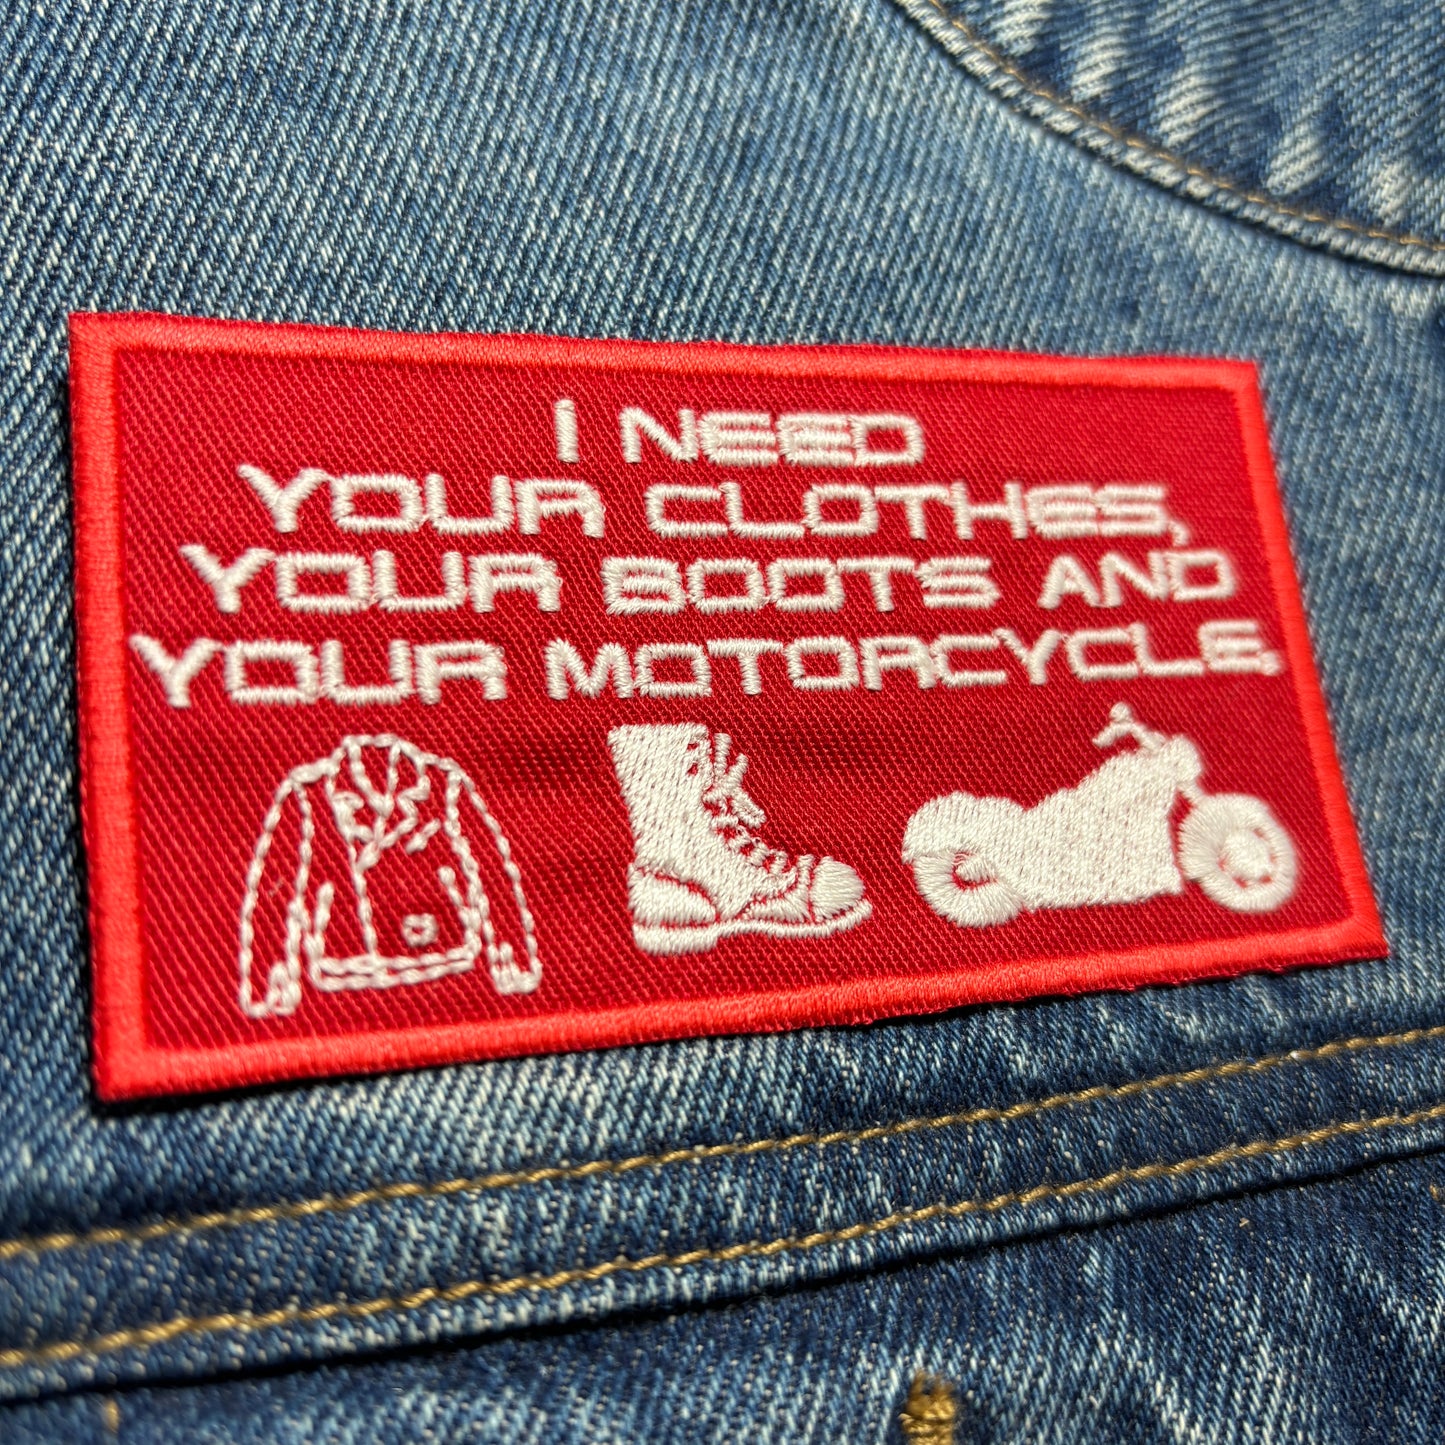 I NEED
YOUR CLOTHES,
YOUR BOOTS AND
YOUR MOTORCYCLE.